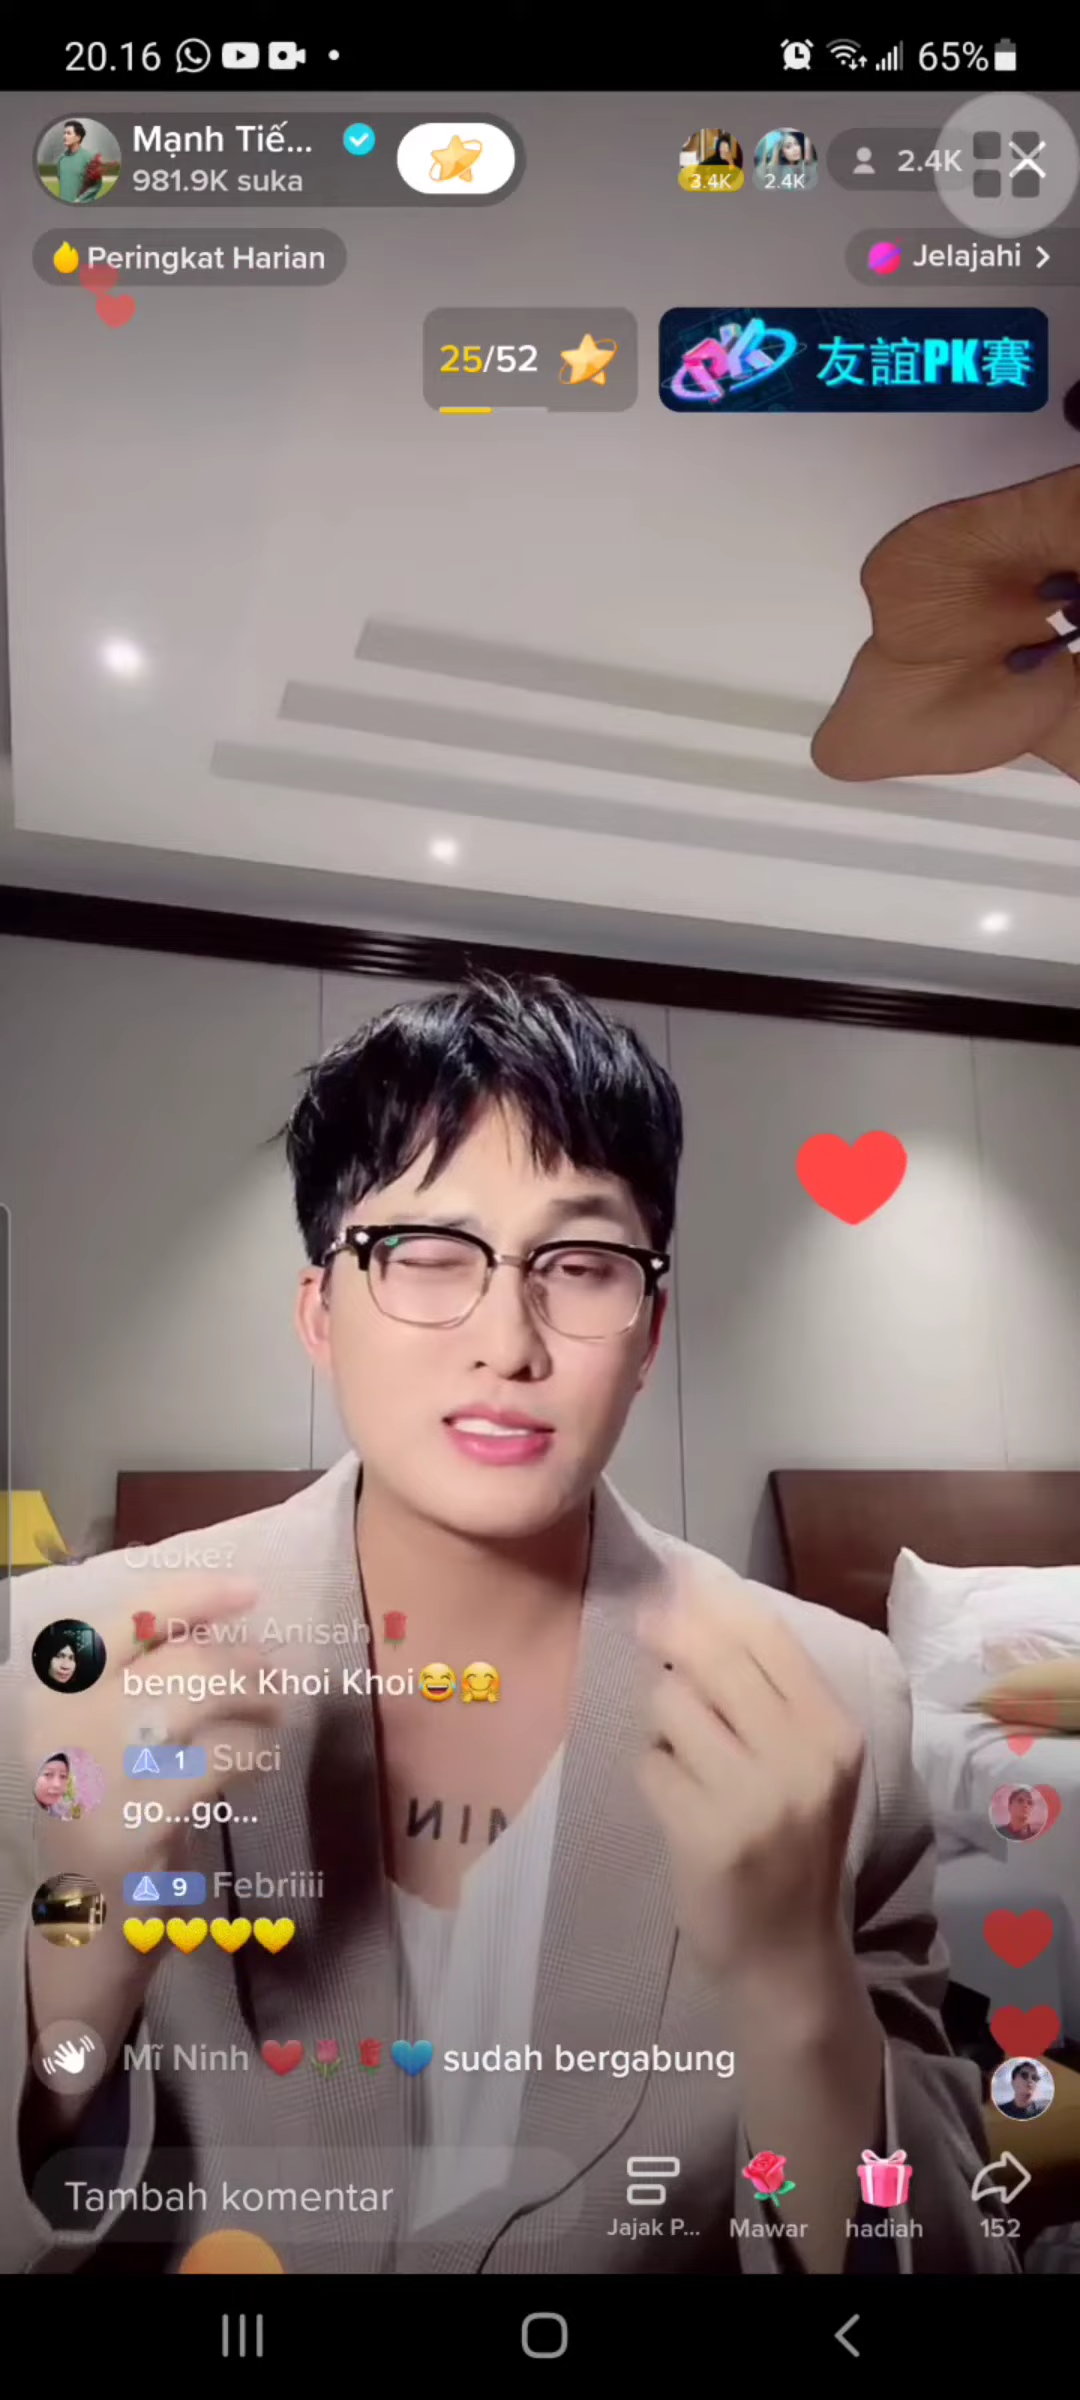 20.16
65%
Mạnh Tiế...
981.9K suka
3.4K
2.4K
2.4K
Peringkat Harian
Jelajahi
25/52
PK 友誼PK賽
Otoke?
Dewi Anisah
bengek Khoi Khoi😂🤗
1 Suci
go...go...
9 Febriiii
💛💛💛💛
Mĩ Ninh ❤️🌷🌹💙 sudah bergabung
Tambah komentar
Jajak P...
Mawar
hadiah
152